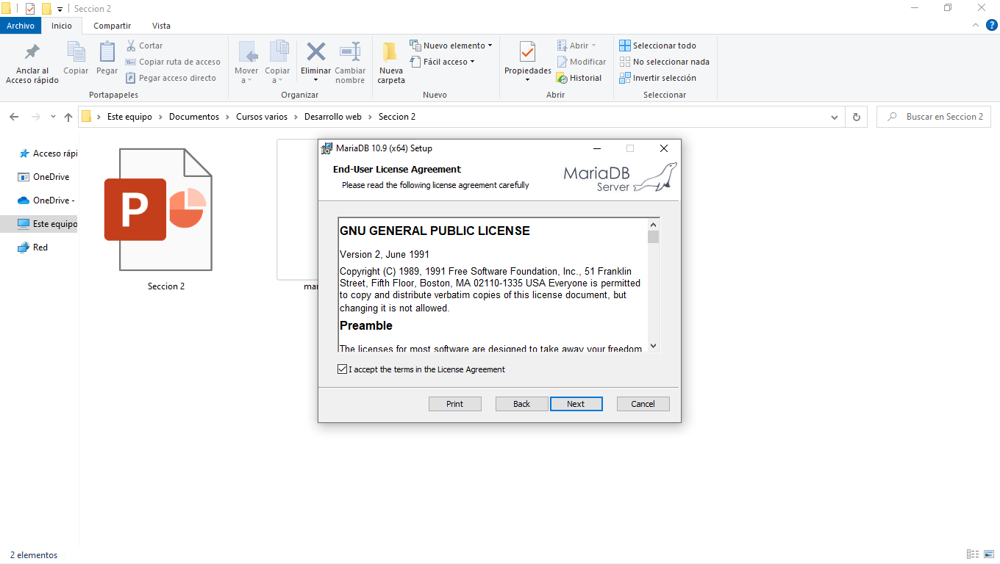 Seccion 2
Archivo Inicio Compartir Vista
Anclar al
Acceso rápido
Copiar
Pegar
Cortar
Copiar ruta de acceso
Pegar acceso directo
Portapapeles
Mover
a
Copiar
a
Eliminar
Cambiar
nombre
Organizar
Nueva
carpeta
Nuevo elemento
Fácil acceso
Nuevo
Propiedades
Abrir
Modificar
Historial
Abrir
Seleccionar todo
No seleccionar nada
Invertir selección
Seleccionar
Este equipo › Documentos › Cursos varios › Desarrollo web › Seccion 2
Buscar en Seccion 2
Acceso rápi
OneDrive
OneDrive -
Este equipo
Red
P
Seccion 2
mar
MariaDB 10.9 (x64) Setup
End-User License Agreement
Please read the following license agreement carefully
MariaDB
Server
GNU GENERAL PUBLIC LICENSE
Version 2, June 1991
Copyright (C) 1989, 1991 Free Software Foundation, Inc., 51 Franklin
Street, Fifth Floor, Boston, MA 02110-1335 USA Everyone is permitted
to copy and distribute verbatim copies of this license document, but
changing it is not allowed.
Preamble
The licenses for most software are designed to take away your freedom
I accept the terms in the License Agreement
Print Back Next Cancel
2 elementos